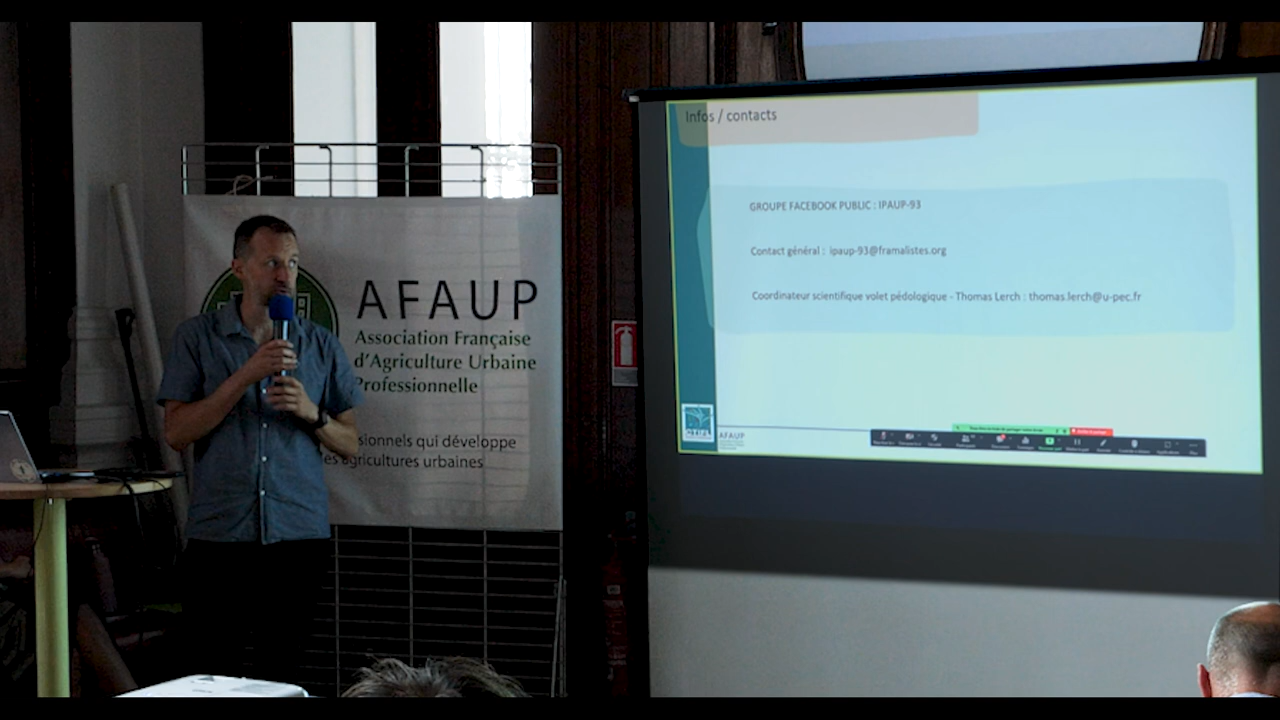 Infos / contacts
GROUPE FACEBOOK PUBLIC : IPAUP-93
Contact général : ipaup-93@framalistes.org
Coordinateur scientifique volet pédologique - Thomas Lerch : thomas.lerch@u-pec.fr
AFAUP
AFAUP
Association Française
d'Agriculture Urbaine
Professionnelle
sionnels qui développe
les agricultures urbaines